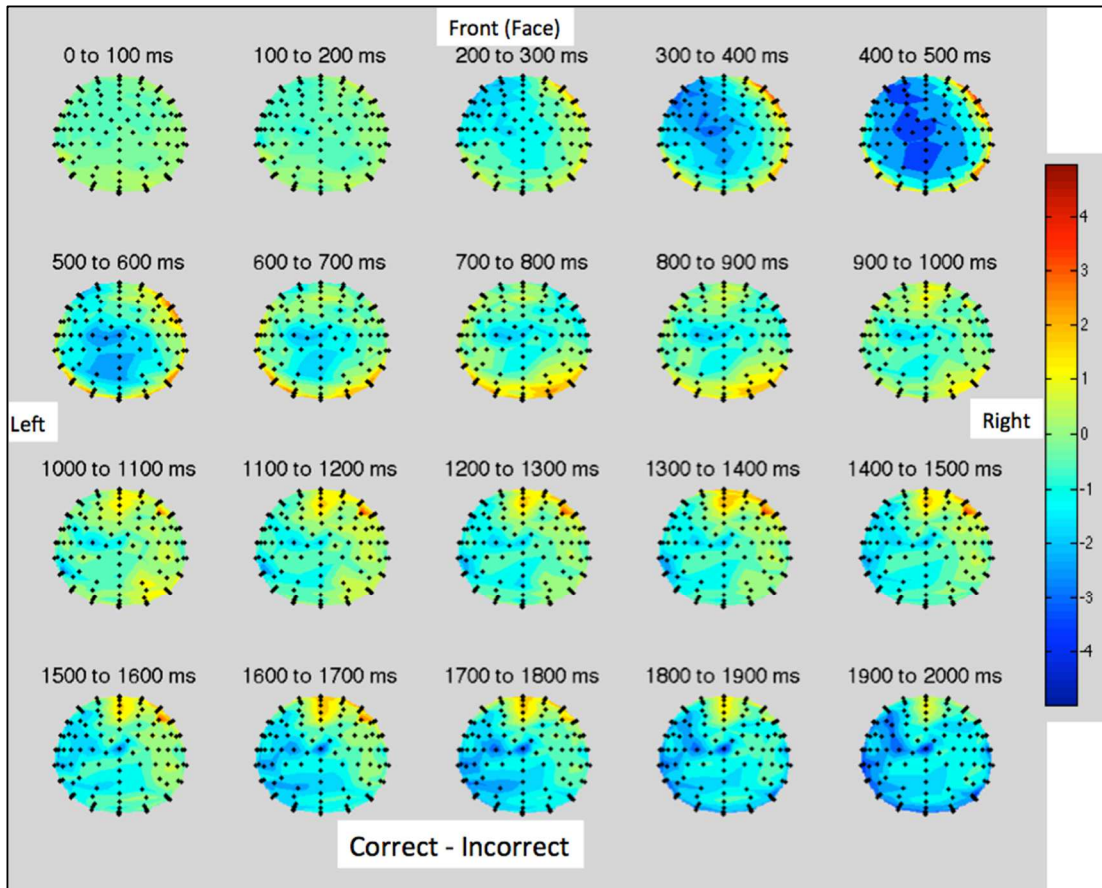 Front (Face)
0 to 100 ms 100 to 200 ms 200 to 300 ms 300 to 400 ms 400 to 500 ms
4
3
2
500 to 600 ms 600 to 700 ms 700 to 800 ms 800 to 900 ms 900 to 1000 ms
1
Left
Right
0
1000 to 1100 ms 1100 to 1200 ms 1200 to 1300 ms 1300 to 1400 ms 1400 to 1500 ms
-1
-2
-3
-4
1500 to 1600 ms 1600 to 1700 ms 1700 to 1800 ms 1800 to 1900 ms 1900 to 2000 ms
Correct - Incorrect